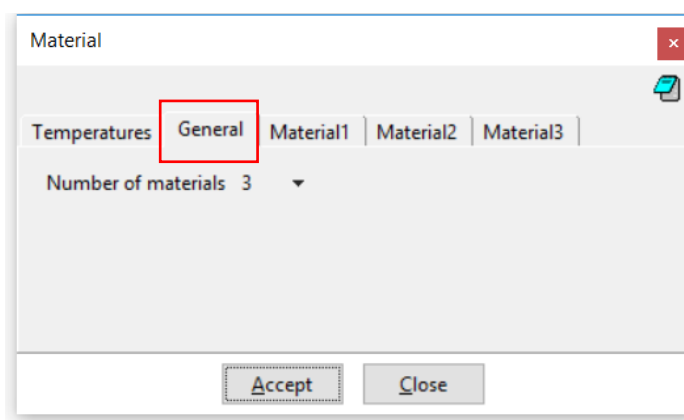 Material
Temperatures General Material1 Material2 Material3
Number of materials 3
Accept Close